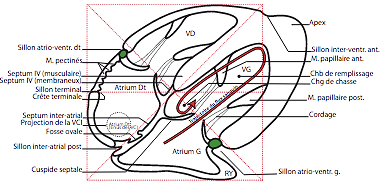 Sillon atrio-ventr. dt
M. pectinés
Septum IV (musculaire)
Septum IV (membraneux)
Sillon terminal
Crête terminale
Septum inter-atrial
Projection de la VCI
Fosse ovale
Sillon inter-atrial post.
Cuspide septale
VD
Atrium Dt
VG
Atrium G
RY
Apex
Sillon inter-ventr. ant.
M. papillaire ant.
Chb de remplissage
Chg de chasse
M. papillaire post.
Cordage
Sillon atrio-ventr. g.